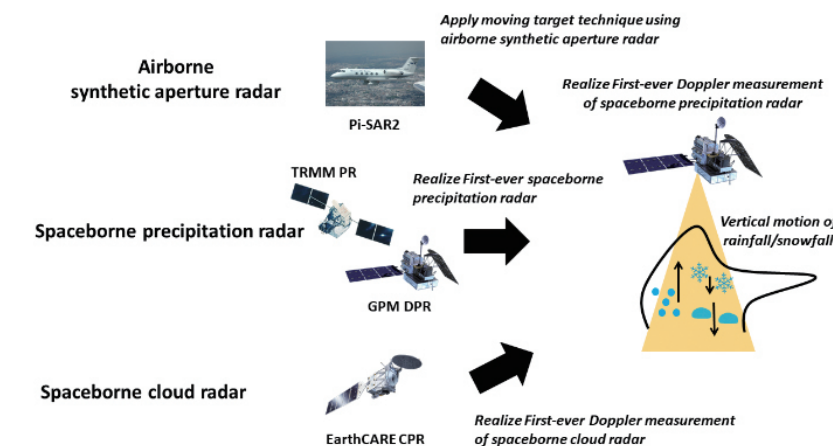 Apply moving target technique using
airborne synthetic aperture radar
Airborne
synthetic aperture radar
Pi-SAR2
Realize First-ever Doppler measurement
of spaceborne precipitation radar
TRMM PR
Realize First-ever spaceborne
precipitation radar
Spaceborne precipitation radar
GPM DPR
Vertical motion of
rainfall/snowfall
Spaceborne cloud radar
EarthCARE CPR
Realize First-ever Doppler measurement
of spaceborne cloud radar